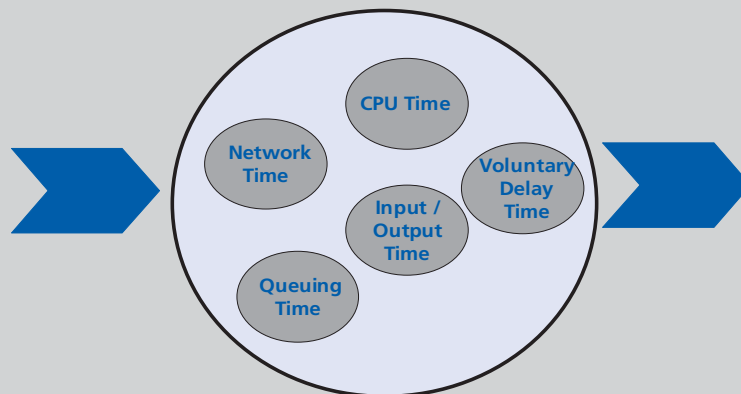 CPU Time
Network
Time
Voluntary
Delay
Time
Input /
Output
Time
Queuing
Time